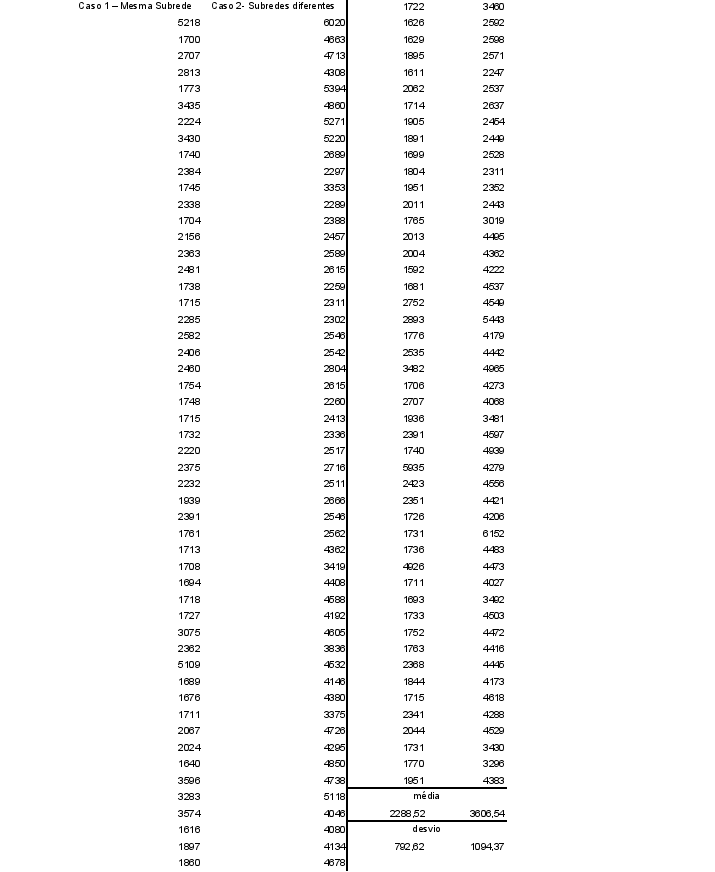 Caso 1 – Mesma Subrede Caso 2- Subredes diferentes 1722 3460
5218 6020 1626 2592
1700 4663 1629 2598
2707 4713 1895 2571
2813 4308 1611 2247
1773 5394 2062 2537
3435 4860 1714 2637
2224 5271 1905 2454
3430 5220 1891 2449
1740 2689 1699 2528
2384 2297 1804 2311
1745 3353 1951 2352
2338 2289 2011 2443
1704 2388 1765 3019
2156 2457 2013 4495
2363 2589 2004 4362
2481 2615 1592 4222
1738 2259 1681 4537
1715 2311 2752 4549
2285 2302 2893 5443
2582 2546 1776 4179
2406 2542 2535 4442
2460 2804 3482 4965
1754 2615 1706 4273
1748 2260 2707 4068
1715 2413 1936 3481
1732 2336 2391 4597
2220 2517 1740 4939
2375 2716 5935 4279
2232 2511 2423 4556
1939 2666 2351 4421
2391 2546 1726 4206
1761 2562 1731 6152
1713 4362 1736 4483
1708 3419 4926 4473
1694 4408 1711 4027
1718 4588 1693 3492
1727 4192 1733 4503
3075 4605 1752 4472
2362 3836 1763 4416
5109 4532 2368 4445
1689 4146 1844 4173
1676 4380 1715 4618
1711 3375 2341 4288
2067 4726 2044 4529
2024 4295 1731 3430
1640 4850 1770 3296
3596 4738 1951 4383
3283 5118 média
3574 4046 2288,52 3606,54
1616 4080 desvio
1897 4134 792,62 1094,37
1860 4678